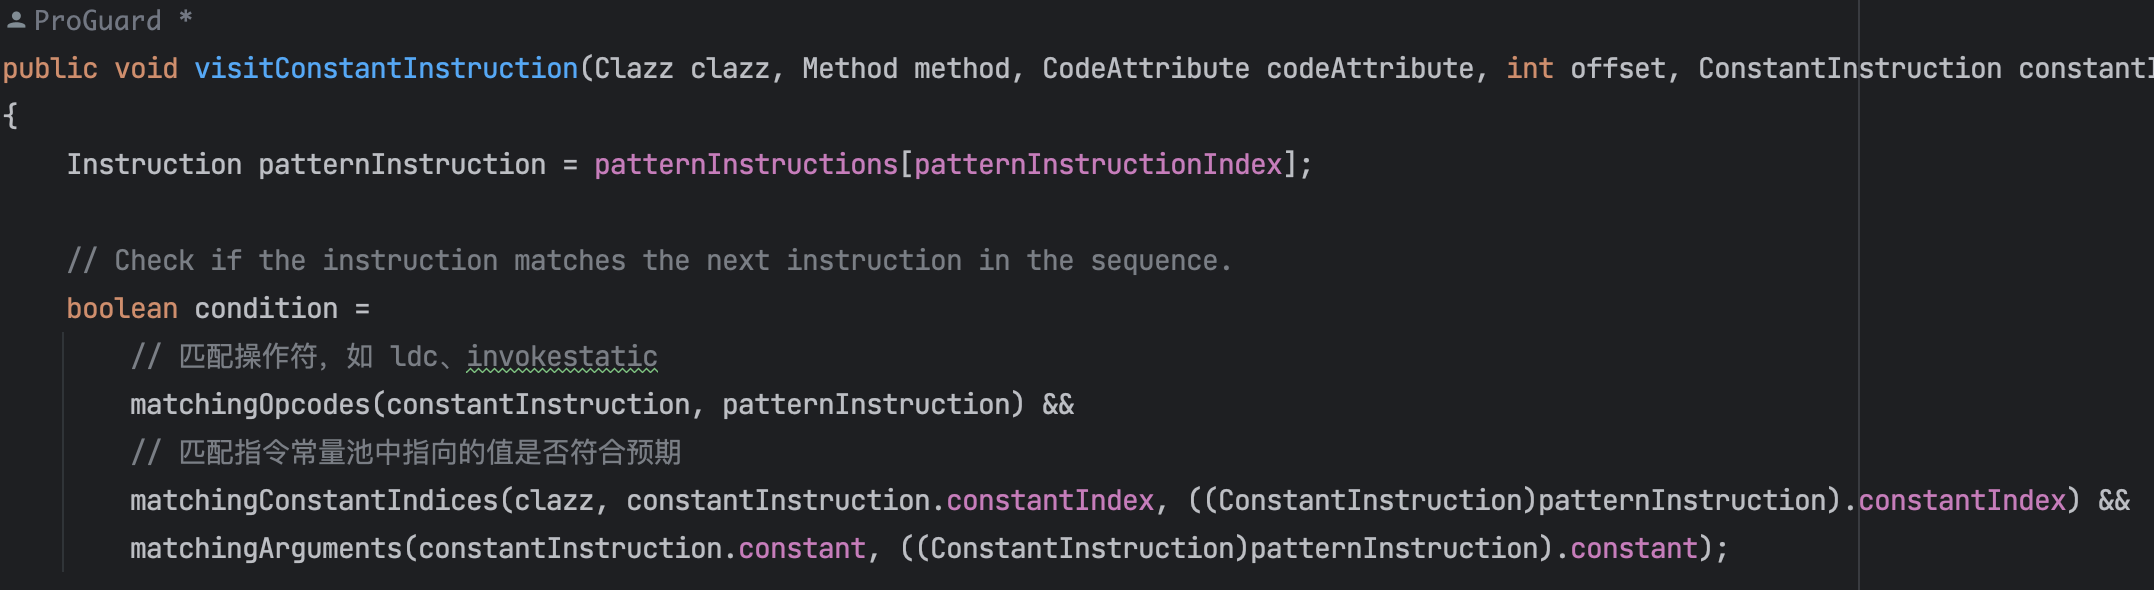 ProGuard *
public void visitConstantInstruction(Clazz clazz, Method method, CodeAttribute codeAttribute, int offset, ConstantInstruction constantI
{
    Instruction patternInstruction = patternInstructions[patternInstructionIndex];
    // Check if the instruction matches the next instruction in the sequence.
    boolean condition =
        // 匹配操作符，如 ldc、invokestatic
        matchingOpcodes(constantInstruction, patternInstruction) &&
        // 匹配指令常量池中指向的值是否符合预期
        matchingConstantIndices(clazz, constantInstruction.constantIndex, ((ConstantInstruction)patternInstruction).constantIndex) &&
        matchingArguments(constantInstruction.constant, ((ConstantInstruction)patternInstruction).constant);